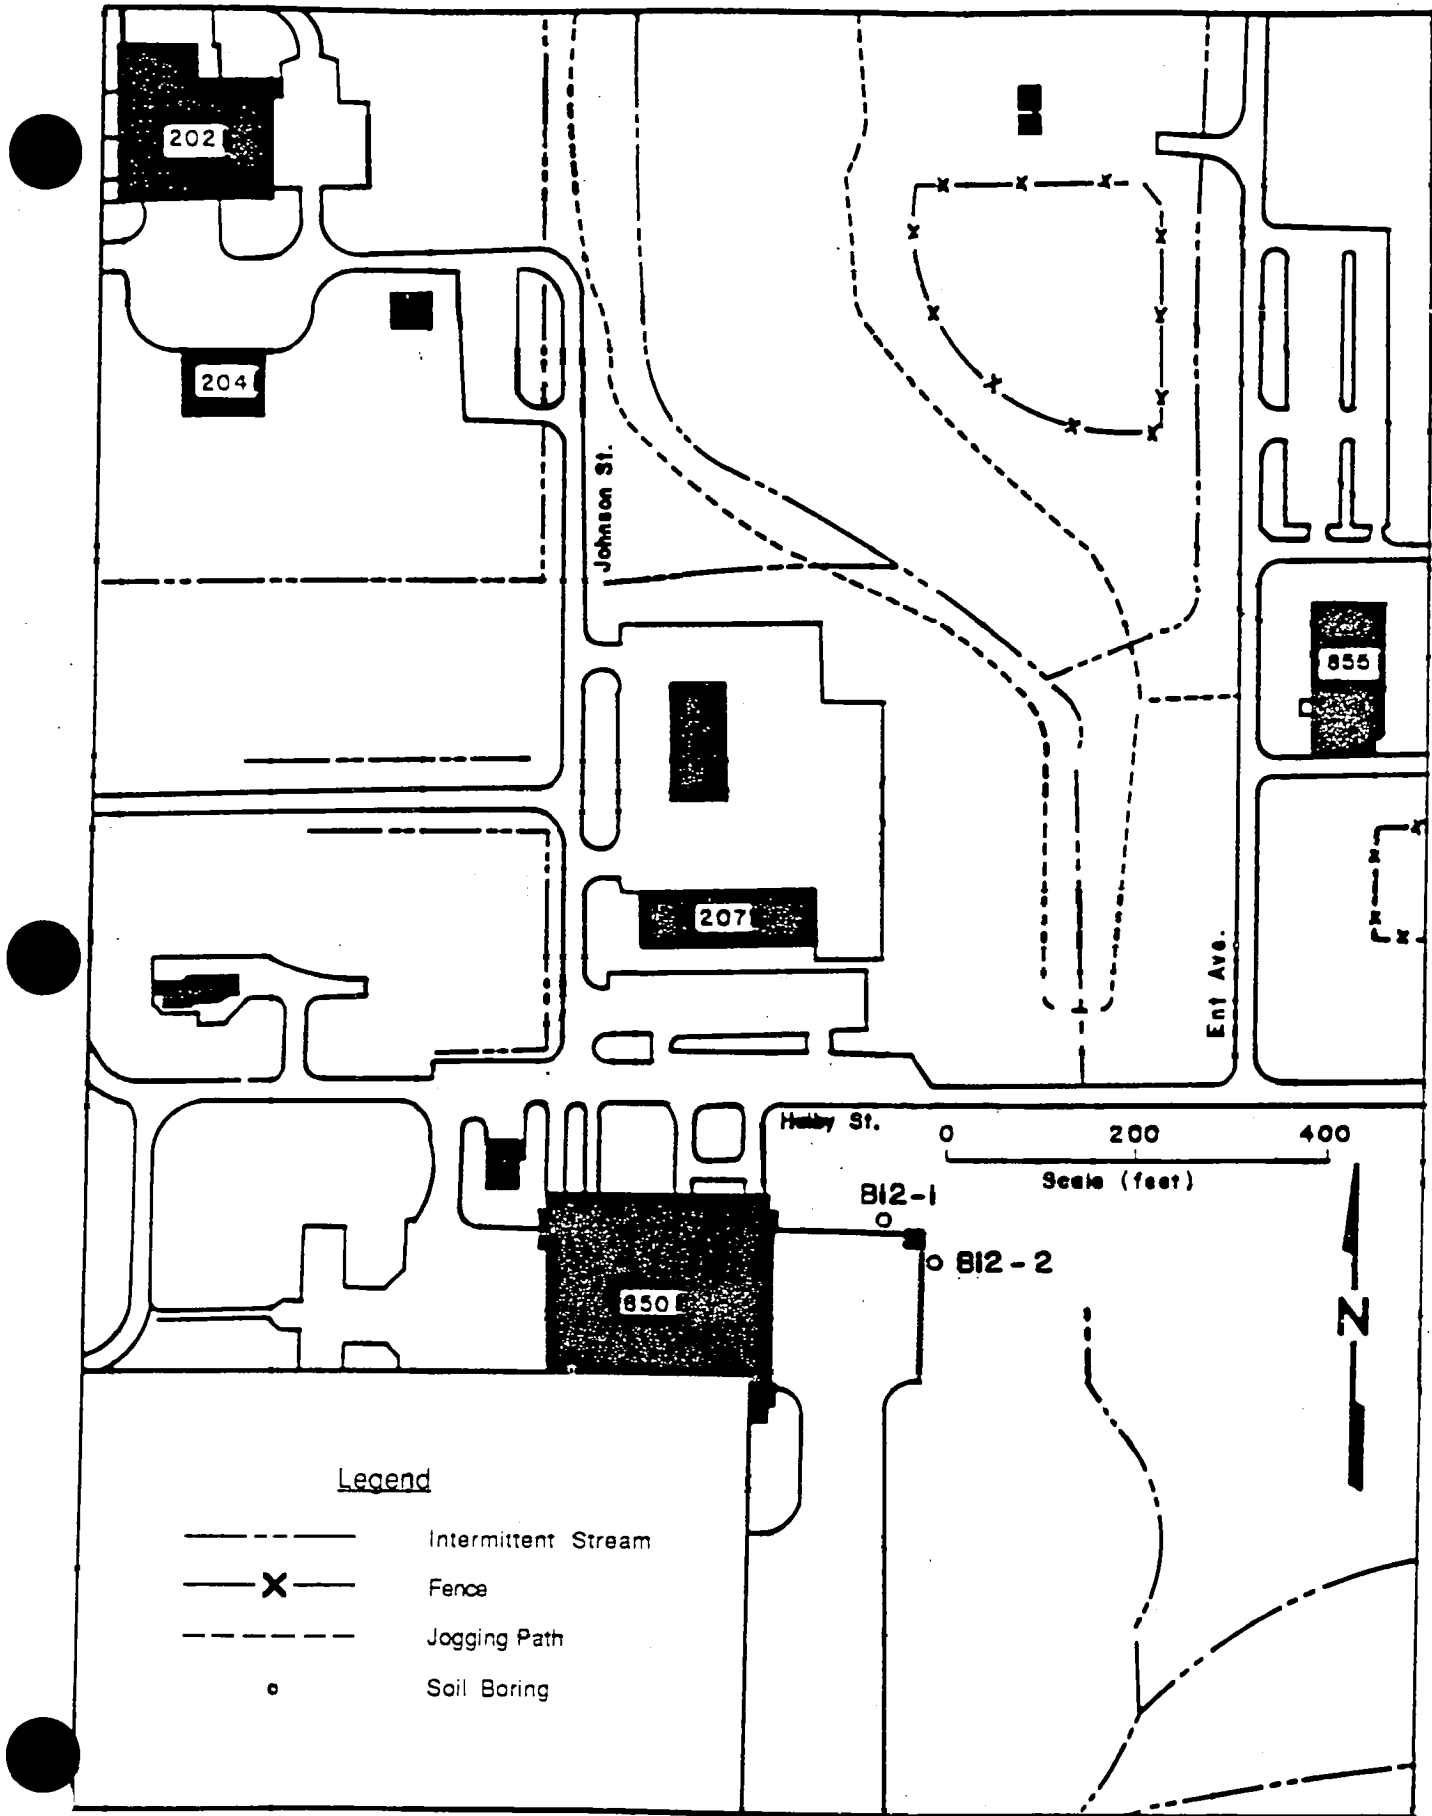 202
204
Johnson St.
855
207
Ent Ave.
St.
0 200 400
Scale (feet)
B12-1
B12-2
850
N
Legend
Intermittent Stream
Fence
Jogging Path
Soil Boring